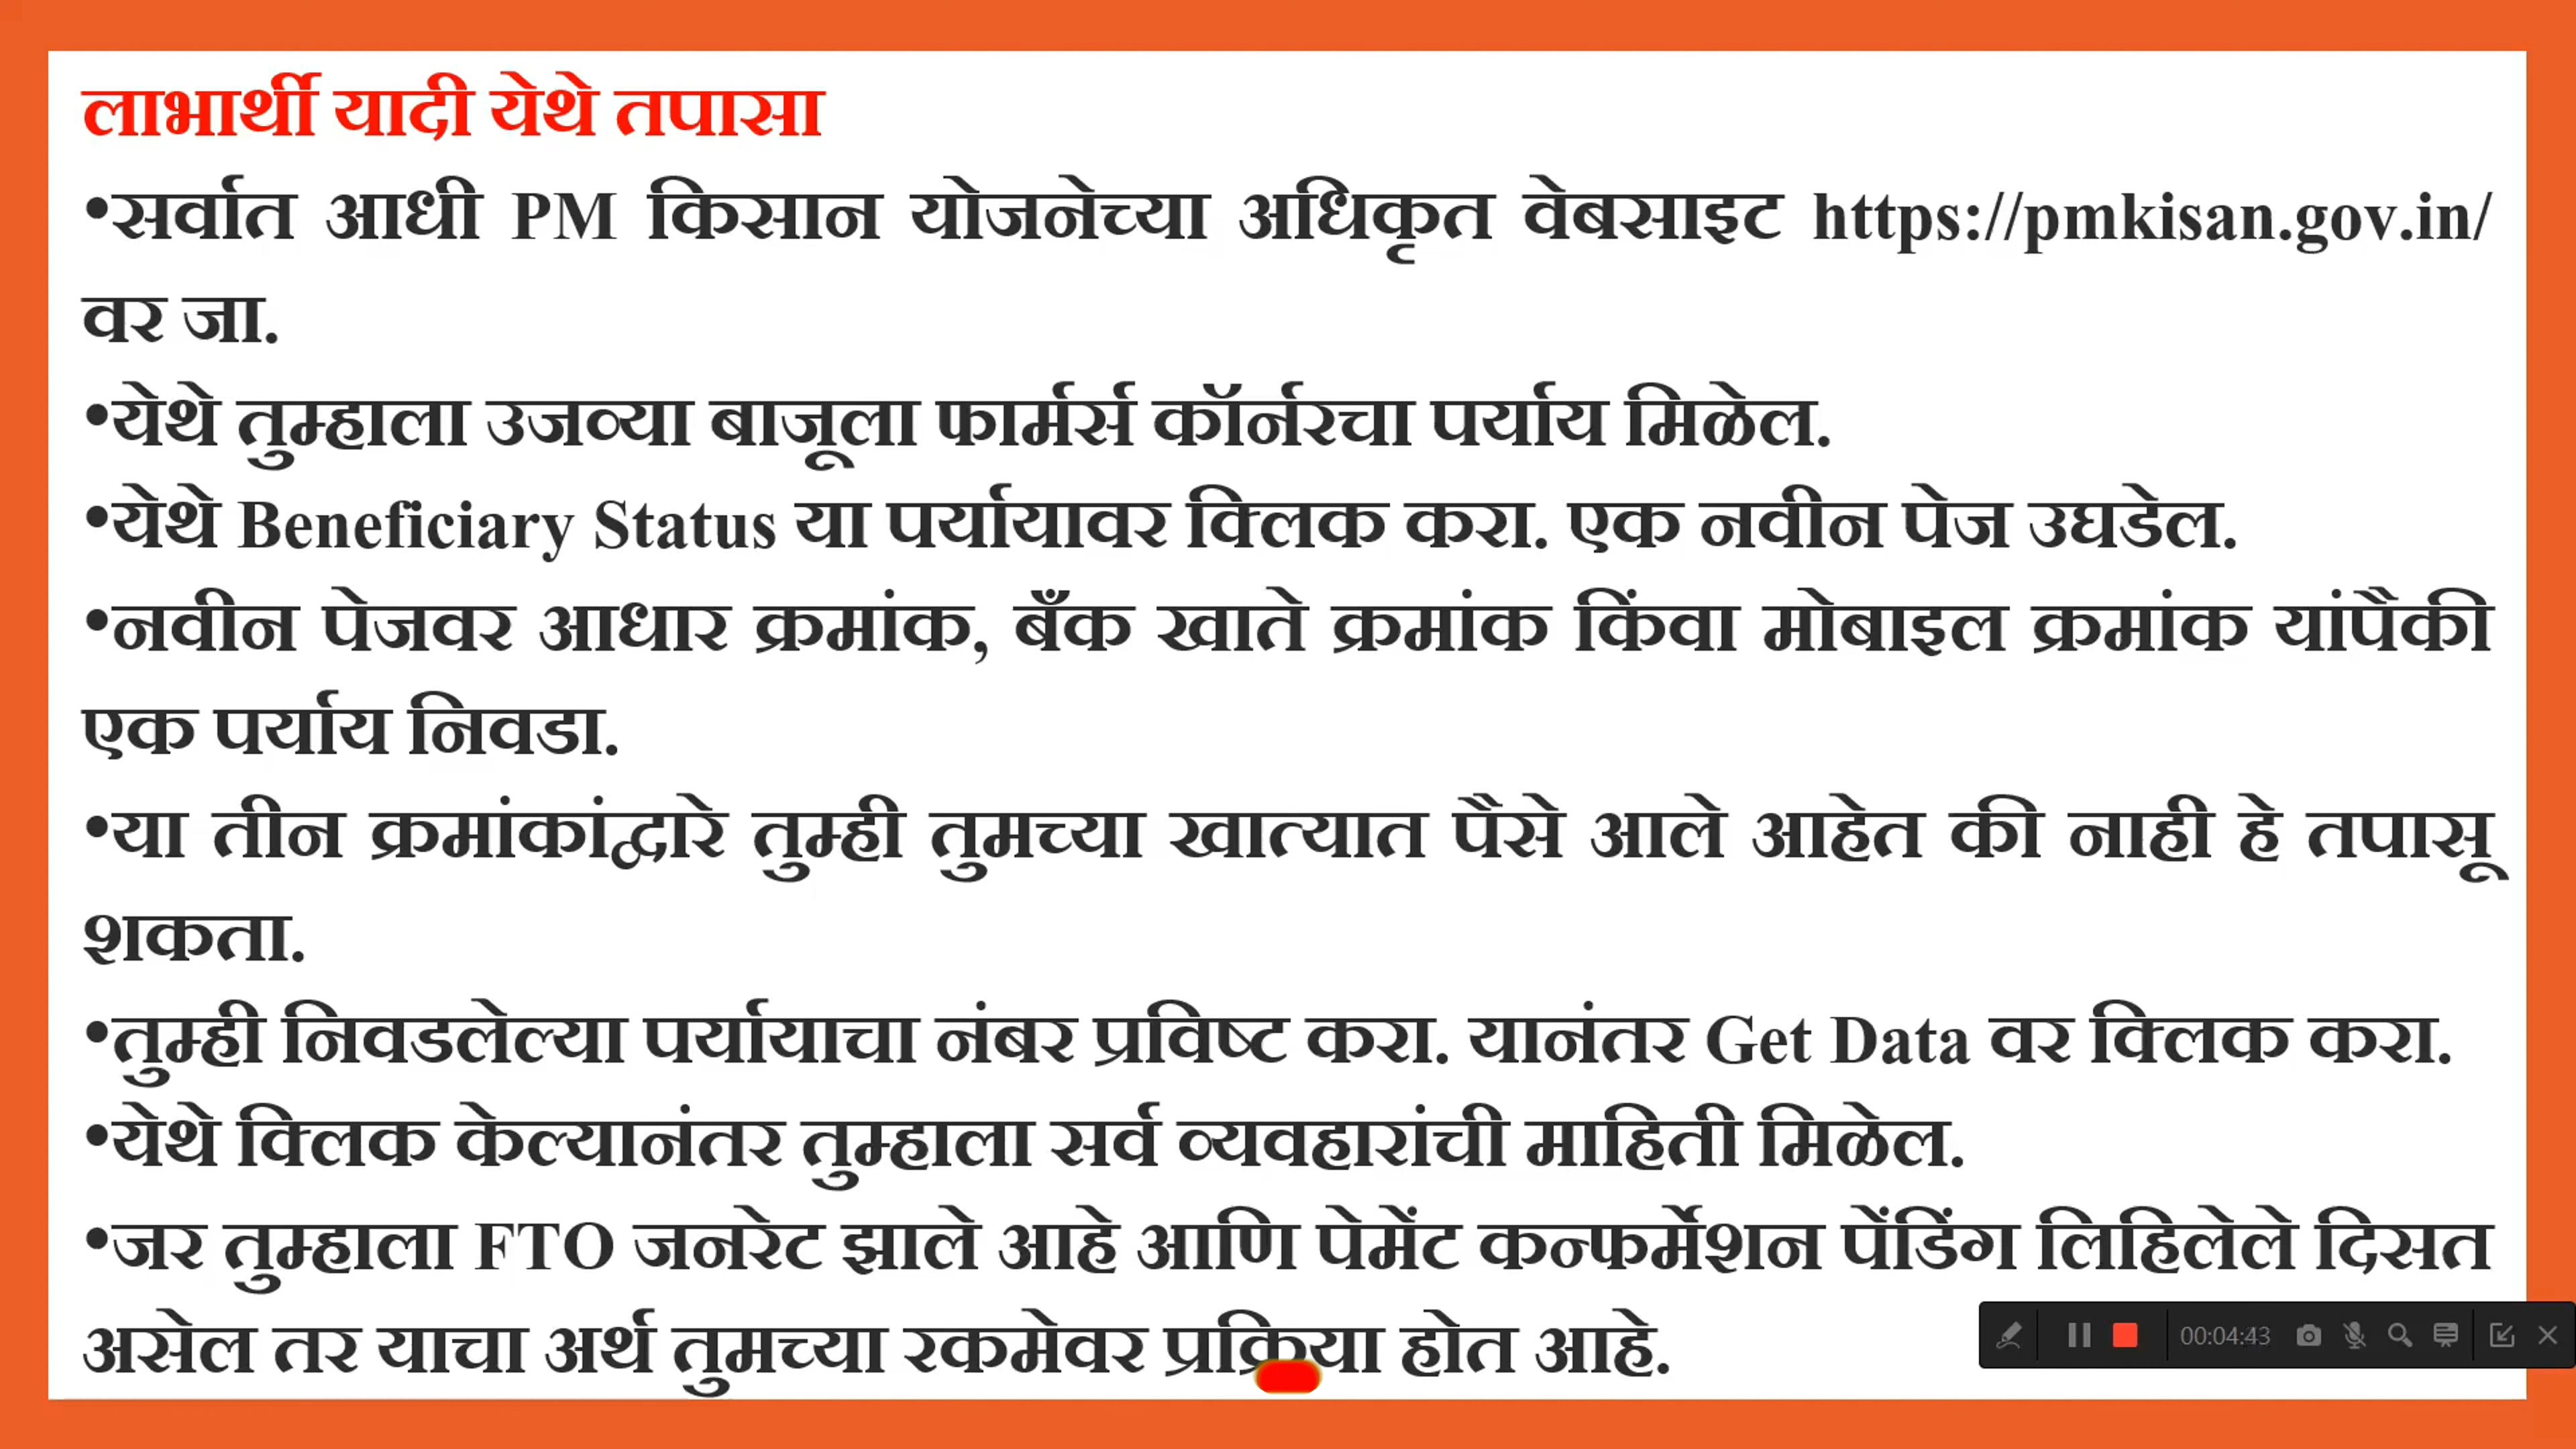 लाभार्थी यादी येथे तपासा
•सर्वात आधी PM किसान योजनेच्या अधिकृत वेबसाइट https://pmkisan.gov.in/
वर जा.
•येथे तुम्हाला उजव्या बाजूला फार्मर्स कॉर्नरचा पर्याय मिळेल.
•येथे Beneficiary Status या पर्यायावर क्लिक करा. एक नवीन पेज उघडेल.
•नवीन पेजवर आधार क्रमांक, बँक खाते क्रमांक किंवा मोबाइल क्रमांक यांपैकी
एक पर्याय निवडा.
•या तीन क्रमांकांद्वारे तुम्ही तुमच्या खात्यात पैसे आले आहेत की नाही हे तपासू
शकता.
•तुम्ही निवडलेल्या पर्यायाचा नंबर प्रविष्ट करा. यानंतर Get Data वर क्लिक करा.
•येथे क्लिक केल्यानंतर तुम्हाला सर्व व्यवहारांची माहिती मिळेल.
•जर तुम्हाला FTO जनरेट झाले आहे आणि पेमेंट कन्फर्मेशन पेंडिंग लिहिलेले दिसत
असेल तर याचा अर्थ तुमच्या रकमेवर प्रक्रिया होत आहे.
00:04:43